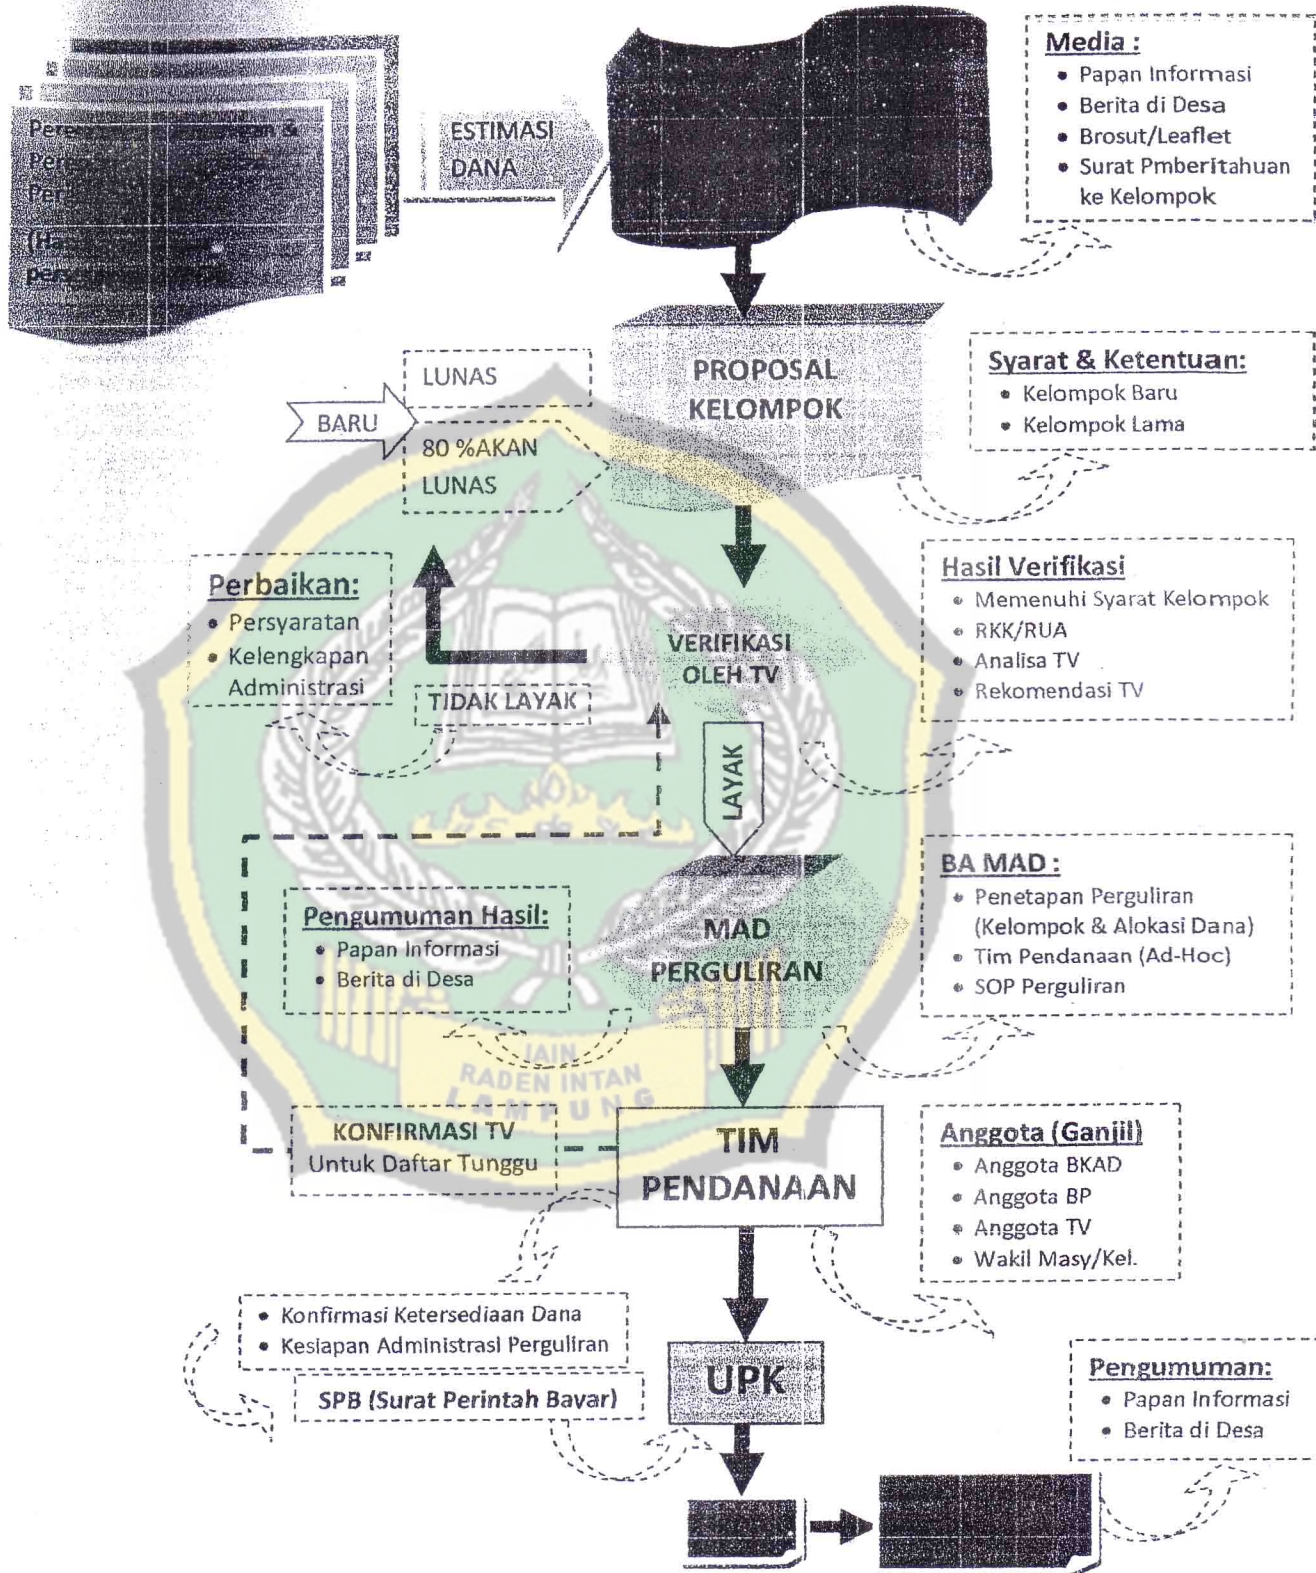 ESTIMASI
DANA
Media :
• Papan Informasi
• Berita di Desa
• Brosut/Leaflet
• Surat Pmberitahuan
ke Kelompok
LUNAS
BARU
80 %AKAN
LUNAS
PROPOSAL
KELOMPOK
Syarat & Ketentuan:
• Kelompok Baru
• Kelompok Lama
Perbaikan:
• Persyaratan
• Kelengkapan
Administrasi
TIDAK LAYAK
VERIFIKASI
OLEH TV
Hasil Verifikasi
• Memenuhi Syarat Kelompok
• RKK/RUA
• Analisa TV
• Rekomendasi TV
LAYAK
Pengumuman Hasil:
• Papan Informasi
• Berita di Desa
MAD
PERGULIRAN
BA MAD :
• Penetapan Perguliran
(Kelompok & Alokasi Dana)
• Tim Pendanaan (Ad-Hoc)
• SOP Perguliran
IAIN
RADEN INTAN
LAMPUNG
KONFIRMASI TV
Untuk Daftar Tunggu
TIM
PENDANAAN
Anggota (Ganjil)
• Anggota BKAD
• Anggota BP
• Anggota TV
• Wakil Masy/Kel.
• Konfirmasi Ketersediaan Dana
• Kesiapan Administrasi Perguliran
SPB (Surat Perintah Bayar)
UPK
Pengumuman:
• Papan Informasi
• Berita di Desa